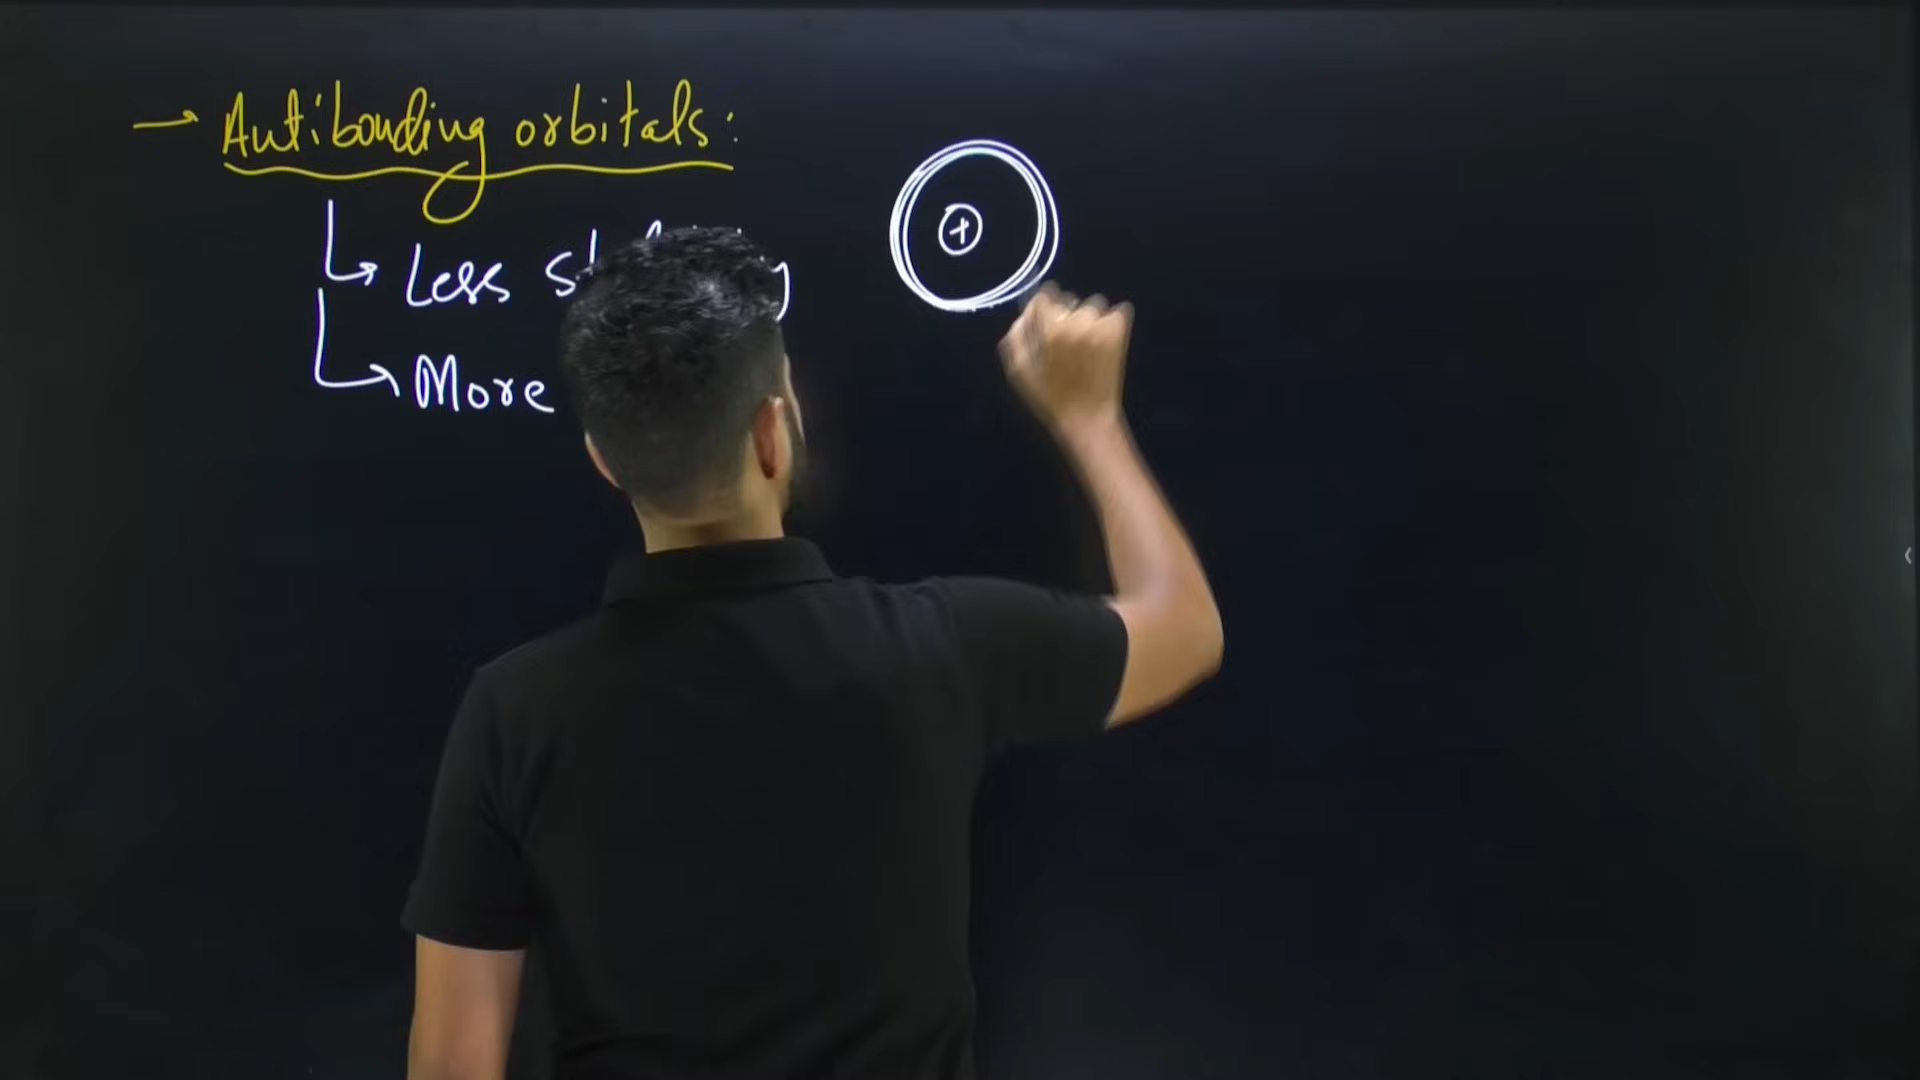 → Antibonding orbitals:
Less
More
+